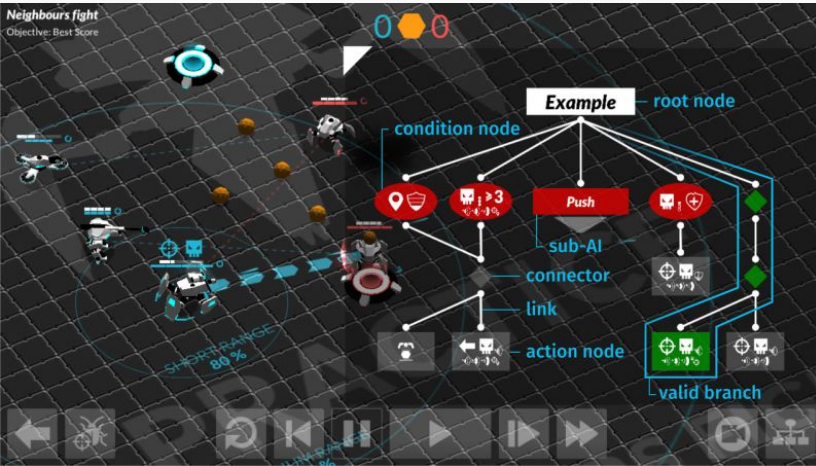 Neighbours fight
Objective: Best Score
0 0
Example
root node
condition node
≥3
Push
sub-AI
connector
link
action node
valid branch
SHORT RANGE
80 %
%